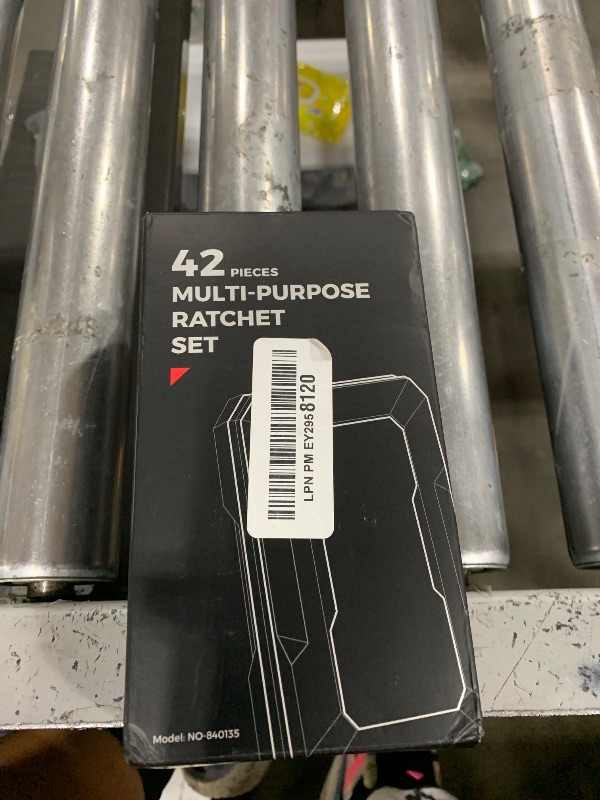 42 PIECES
MULTI-PURPOSE
RATCHET
SET
LPN PM EY2958120
Model: NO-840135